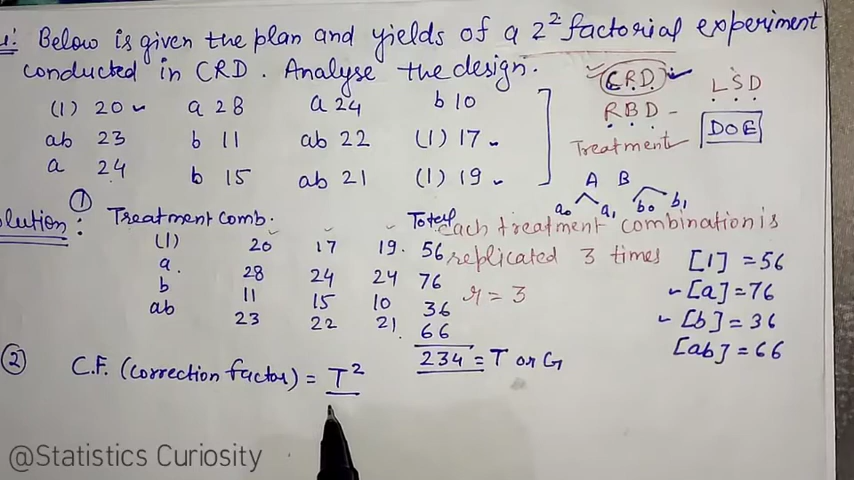 Below is given the plan and yields of a 2² factorial experiment
conducted in CRD. Analyse the design.
(1) 20 a 28 a 24 b 10
ab 23 b 11 ab 22 (1) 17
a 24 b 15 ab 21 (1) 19
CRD LSD
RBD DOE
Treatment
A B
a0 a1 b0 b1
lution : ① Treatment Comb. Total
(1) 20 17 19. 56
a. 28 24 24 76
b 11 15 10 36
ab 23 22 21 66
234 = T or G
each treatment combination is
replicated 3 times
r = 3
[1] = 56
[a] = 76
[b] = 36
[ab] = 66
② C.F. (correction factor) = T²
@Statistics Curiosity